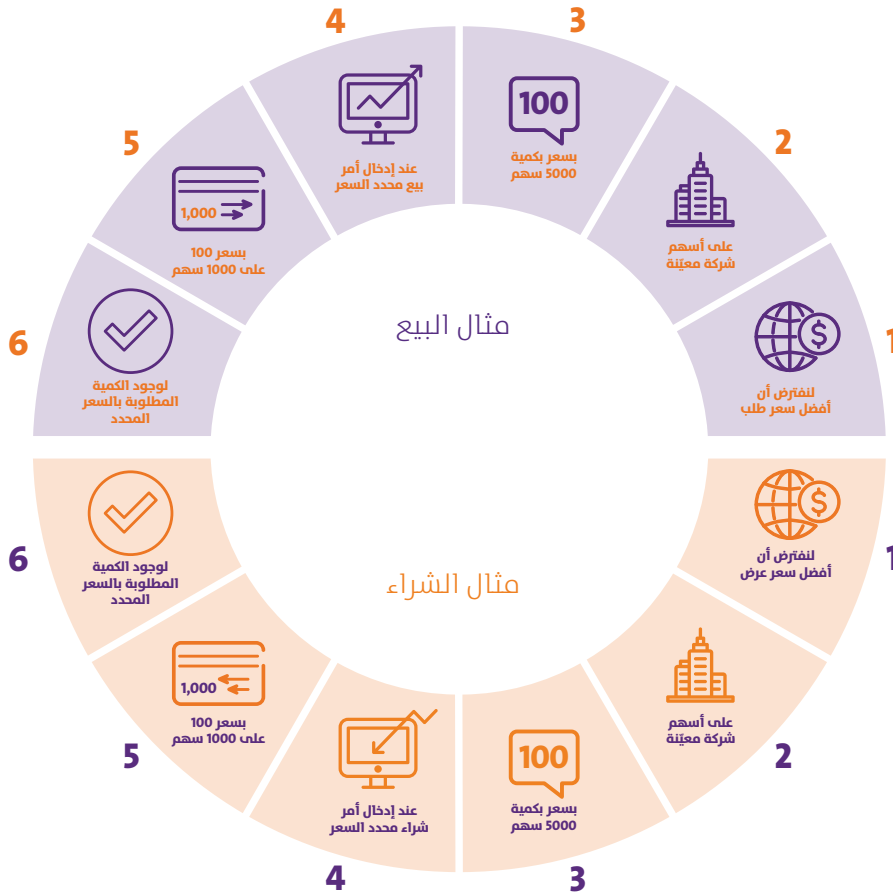 مثال البيع
1
لنفترض أن
أفضل سعر طلب
2
على أسهم
شركة معيّنة
3
100
بسعر بكمية
5000 سهم
4
عند إدخال أمر
بيع محدد السعر
5
1,000
بسعر 100
على 1000 سهم
6
لوجود الكمية
المطلوبة بالسعر
المحدد
مثال الشراء
1
لنفترض أن
أفضل سعر عرض
2
على أسهم
شركة معيّنة
3
100
بسعر بكمية
5000 سهم
4
عند إدخال أمر
شراء محدد السعر
5
1,000
بسعر 100
على 1000 سهم
6
لوجود الكمية
المطلوبة بالسعر
المحدد